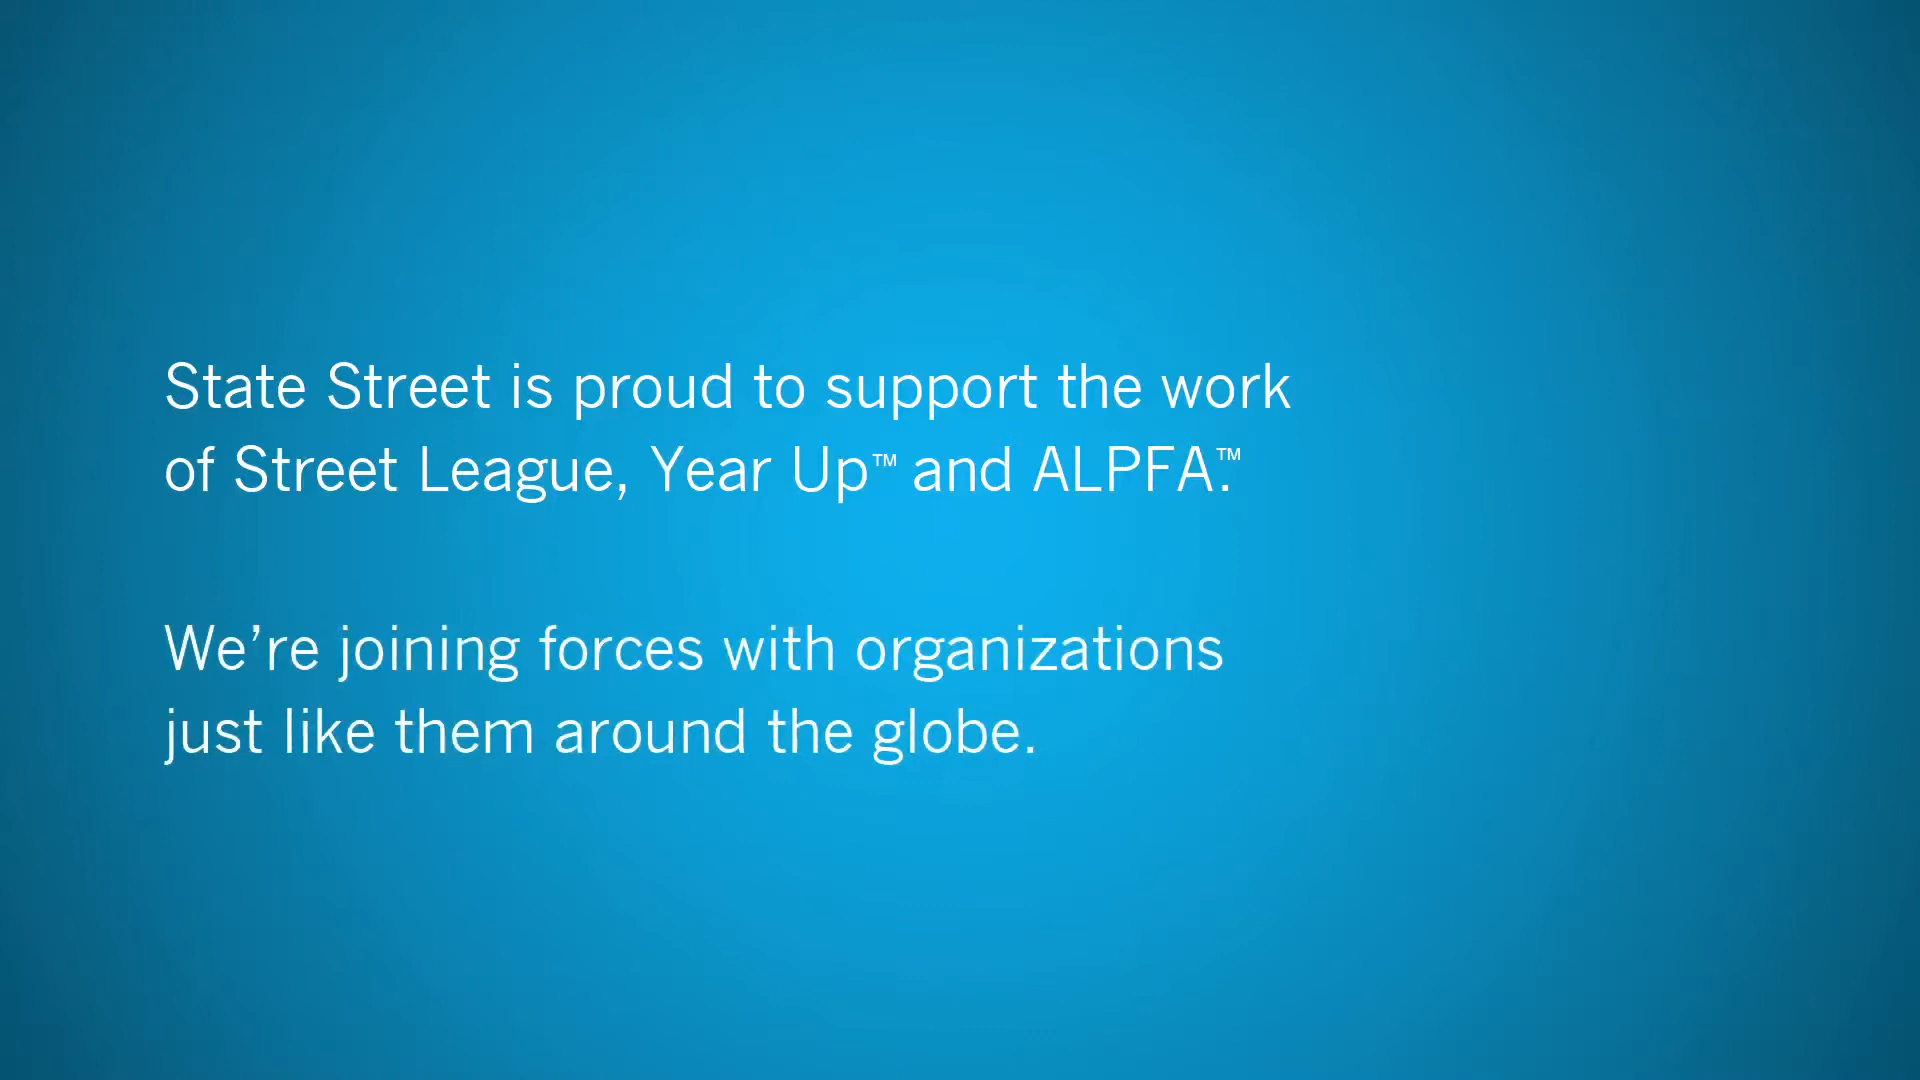 State Street is proud to support the work
of Street League, Year Up™ and ALPFA™.
We’re joining forces with organizations
just like them around the globe.